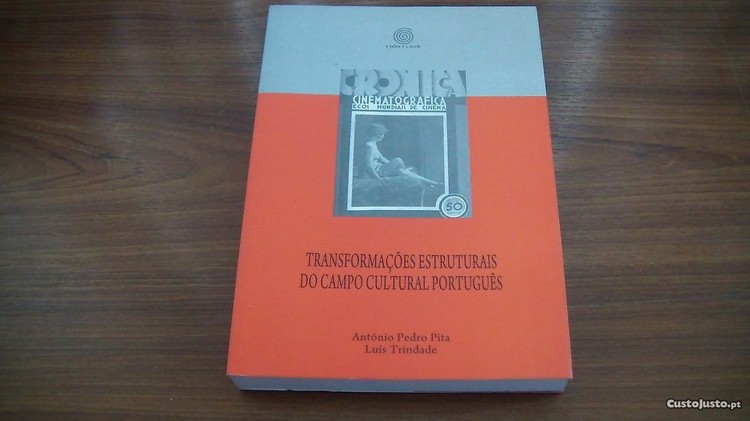 CRONICA
CINEMATOGRAFICA
ECOS MUNDIAIS DE CINEMA
50
TRANSFORMAÇÕES ESTRUTURAIS
DO CAMPO CULTURAL PORTUGUÊS
António Pedro Pita
Luís Trindade
CustoJusto.pt